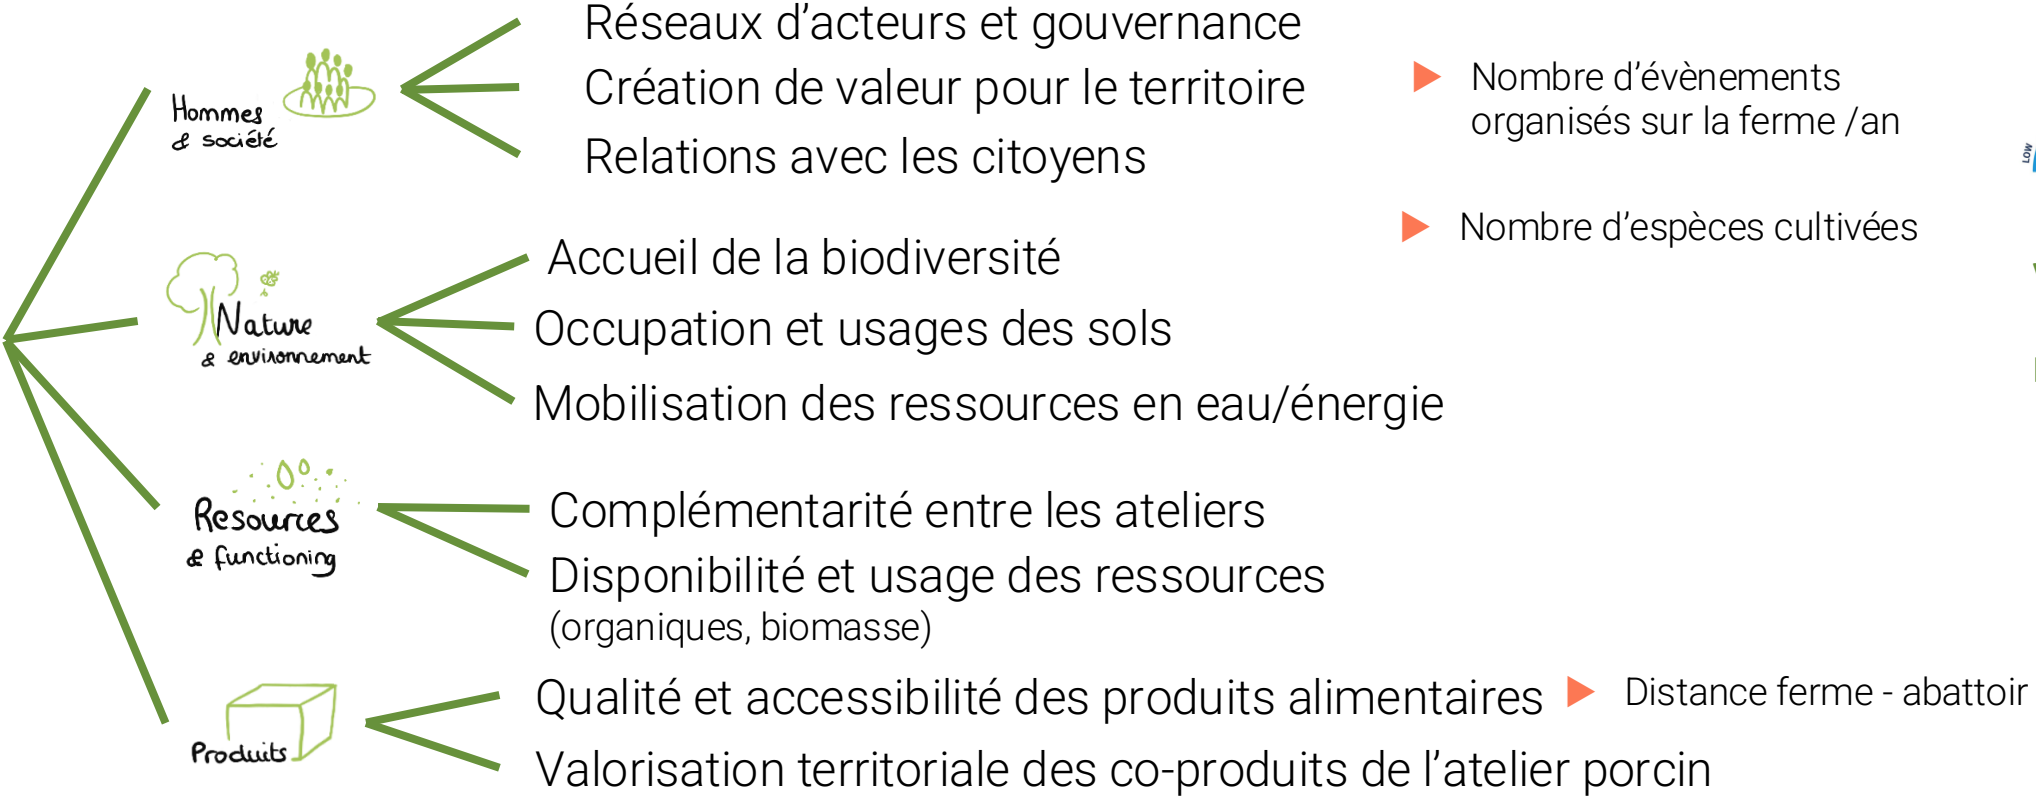 Hommes
& société
Réseaux d’acteurs et gouvernance
Création de valeur pour le territoire
Relations avec les citoyens
Nombre d’évènements
organisés sur la ferme /an
LOW
Nature
& environnement
Accueil de la biodiversité
Occupation et usages des sols
Mobilisation des ressources en eau/énergie
Nombre d’espèces cultivées
Resources
& functioning
Complémentarité entre les ateliers
Disponibilité et usage des ressources
(organiques, biomasse)
Produits
Qualité et accessibilité des produits alimentaires
Distance ferme - abattoir
Valorisation territoriale des co-produits de l’atelier porcin